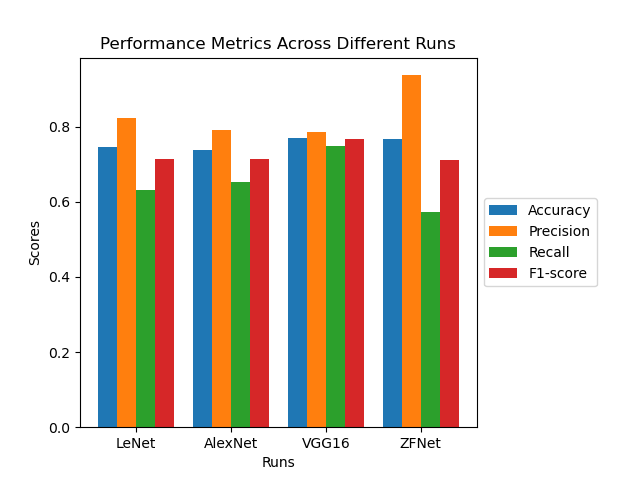 Performance Metrics Across Different Runs
Scores
0.8
0.6
0.4
0.2
0.0
LeNet
AlexNet
VGG16
ZFNet
Runs
Accuracy
Precision
Recall
F1-score